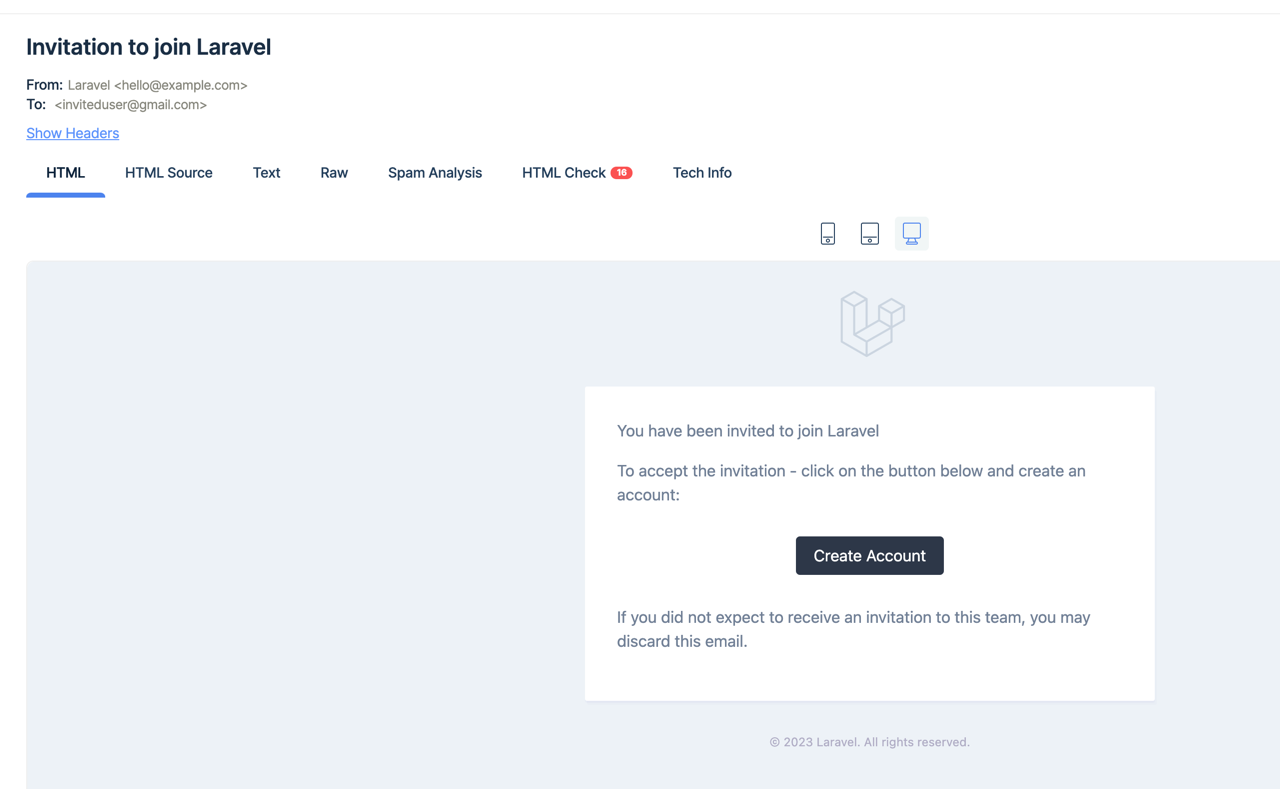 Invitation to join Laravel
From: Laravel <hello@example.com>
To: <inviteduser@gmail.com>
Show Headers
HTML HTML Source Text Raw Spam Analysis HTML Check 16 Tech Info
You have been invited to join Laravel
To accept the invitation - click on the button below and create an
account:
Create Account
If you did not expect to receive an invitation to this team, you may
discard this email.
© 2023 Laravel. All rights reserved.